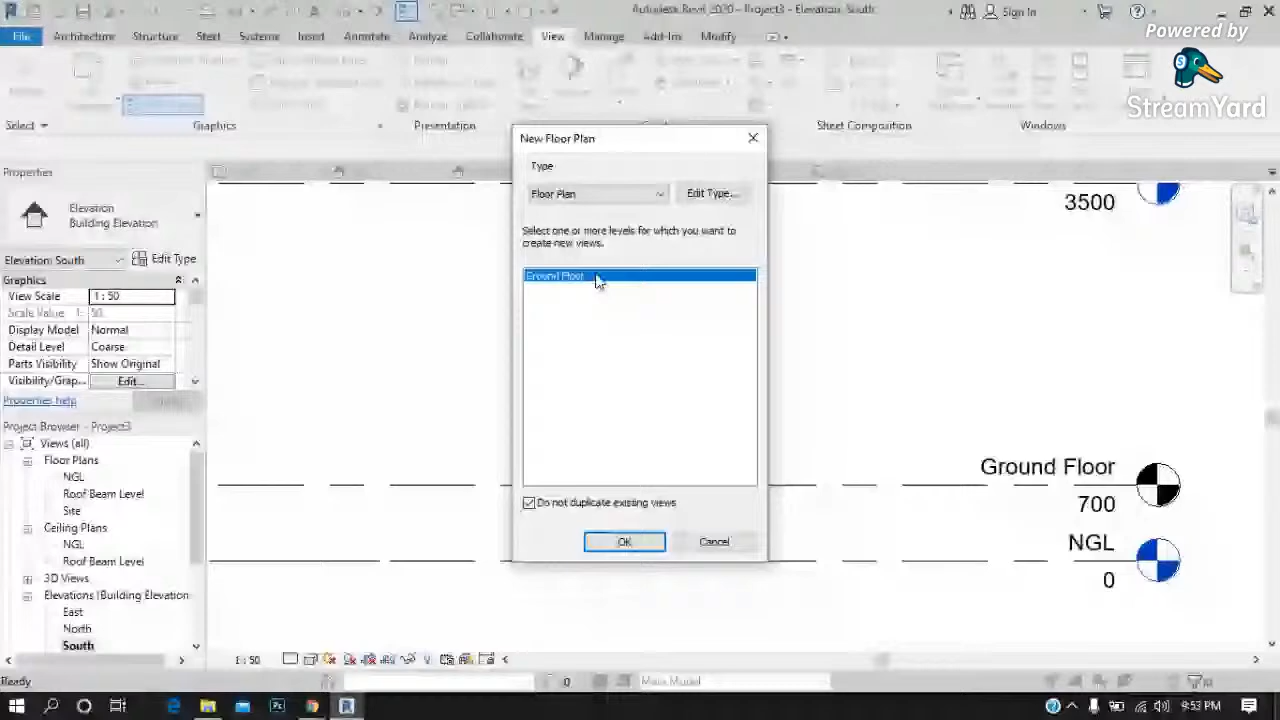 Autodesk Revit 2020 - Project3 - Elevation: South
Sign In
File Architecture Structure Steel Systems Insert Annotate Analyze Collaborate View Manage Add-Ins Modify
Powered by
StreamYard
Select Graphics Presentation Sheet Composition Windows
Properties
Elevation
Building Elevation
Elevation: South Edit Type
Graphics
View Scale 1 : 50
Scale Value 1: 50
Display Model Normal
Detail Level Coarse
Parts Visibility Show Original
Visibility/Grap... Edit...
Properties help
Project Browser - Project3
Views (all)
Floor Plans
NGL
Roof Beam Level
Site
Ceiling Plans
NGL
Roof Beam Level
3D Views
Elevations (Building Elevation
East
North
South
New Floor Plan
Type
Floor Plan Edit Type...
Select one or more levels for which you want to
create new views.
Ground Floor
Do not duplicate existing views
OK Cancel
3500
Ground Floor
700
NGL
0
1 : 50
Ready
:0
Main Model
9:53 PM